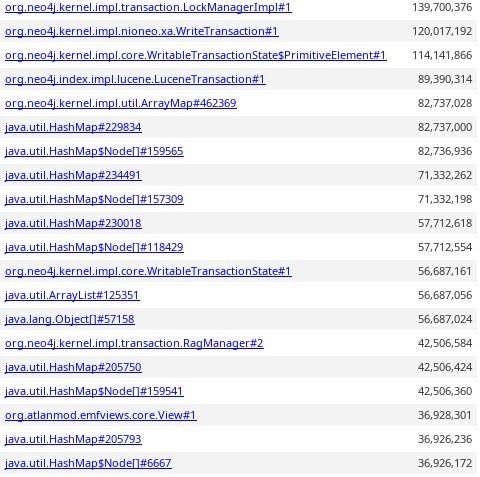 org.neo4j.kernel.impl.transaction.LockManagerImpl#1 139,700,376
org.neo4j.kernel.impl.nioneo.xa.WriteTransaction#1 120,017,192
org.neo4j.kernel.impl.core.WritableTransactionState$PrimitiveElement#1 114,141,866
org.neo4j.index.impl.lucene.LuceneTransaction#1 89,390,314
org.neo4j.kernel.impl.util.ArrayMap#462369 82,737,028
java.util.HashMap#229834 82,737,000
java.util.HashMap$Node[]#159565 82,736,936
java.util.HashMap#234491 71,332,262
java.util.HashMap$Node[]#157309 71,332,198
java.util.HashMap#230018 57,712,618
java.util.HashMap$Node[]#118429 57,712,554
org.neo4j.kernel.impl.core.WritableTransactionState#1 56,687,161
java.util.ArrayList#125351 56,687,056
java.lang.Object[]#57158 56,687,024
org.neo4j.kernel.impl.transaction.RagManager#2 42,506,584
java.util.HashMap#205750 42,506,424
java.util.HashMap$Node[]#159541 42,506,360
org.atlanmod.emfviews.core.View#1 36,928,301
java.util.HashMap#205793 36,926,236
java.util.HashMap$Node[]#6667 36,926,172